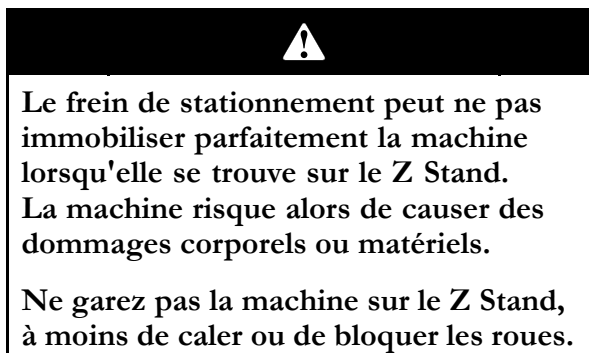 Le frein de stationnement peut ne pas
immobiliser parfaitement la machine
lorsqu'elle se trouve sur le Z Stand.
La machine risque alors de causer des
dommages corporels ou matériels.
Ne garez pas la machine sur le Z Stand,
à moins de caler ou de bloquer les roues.